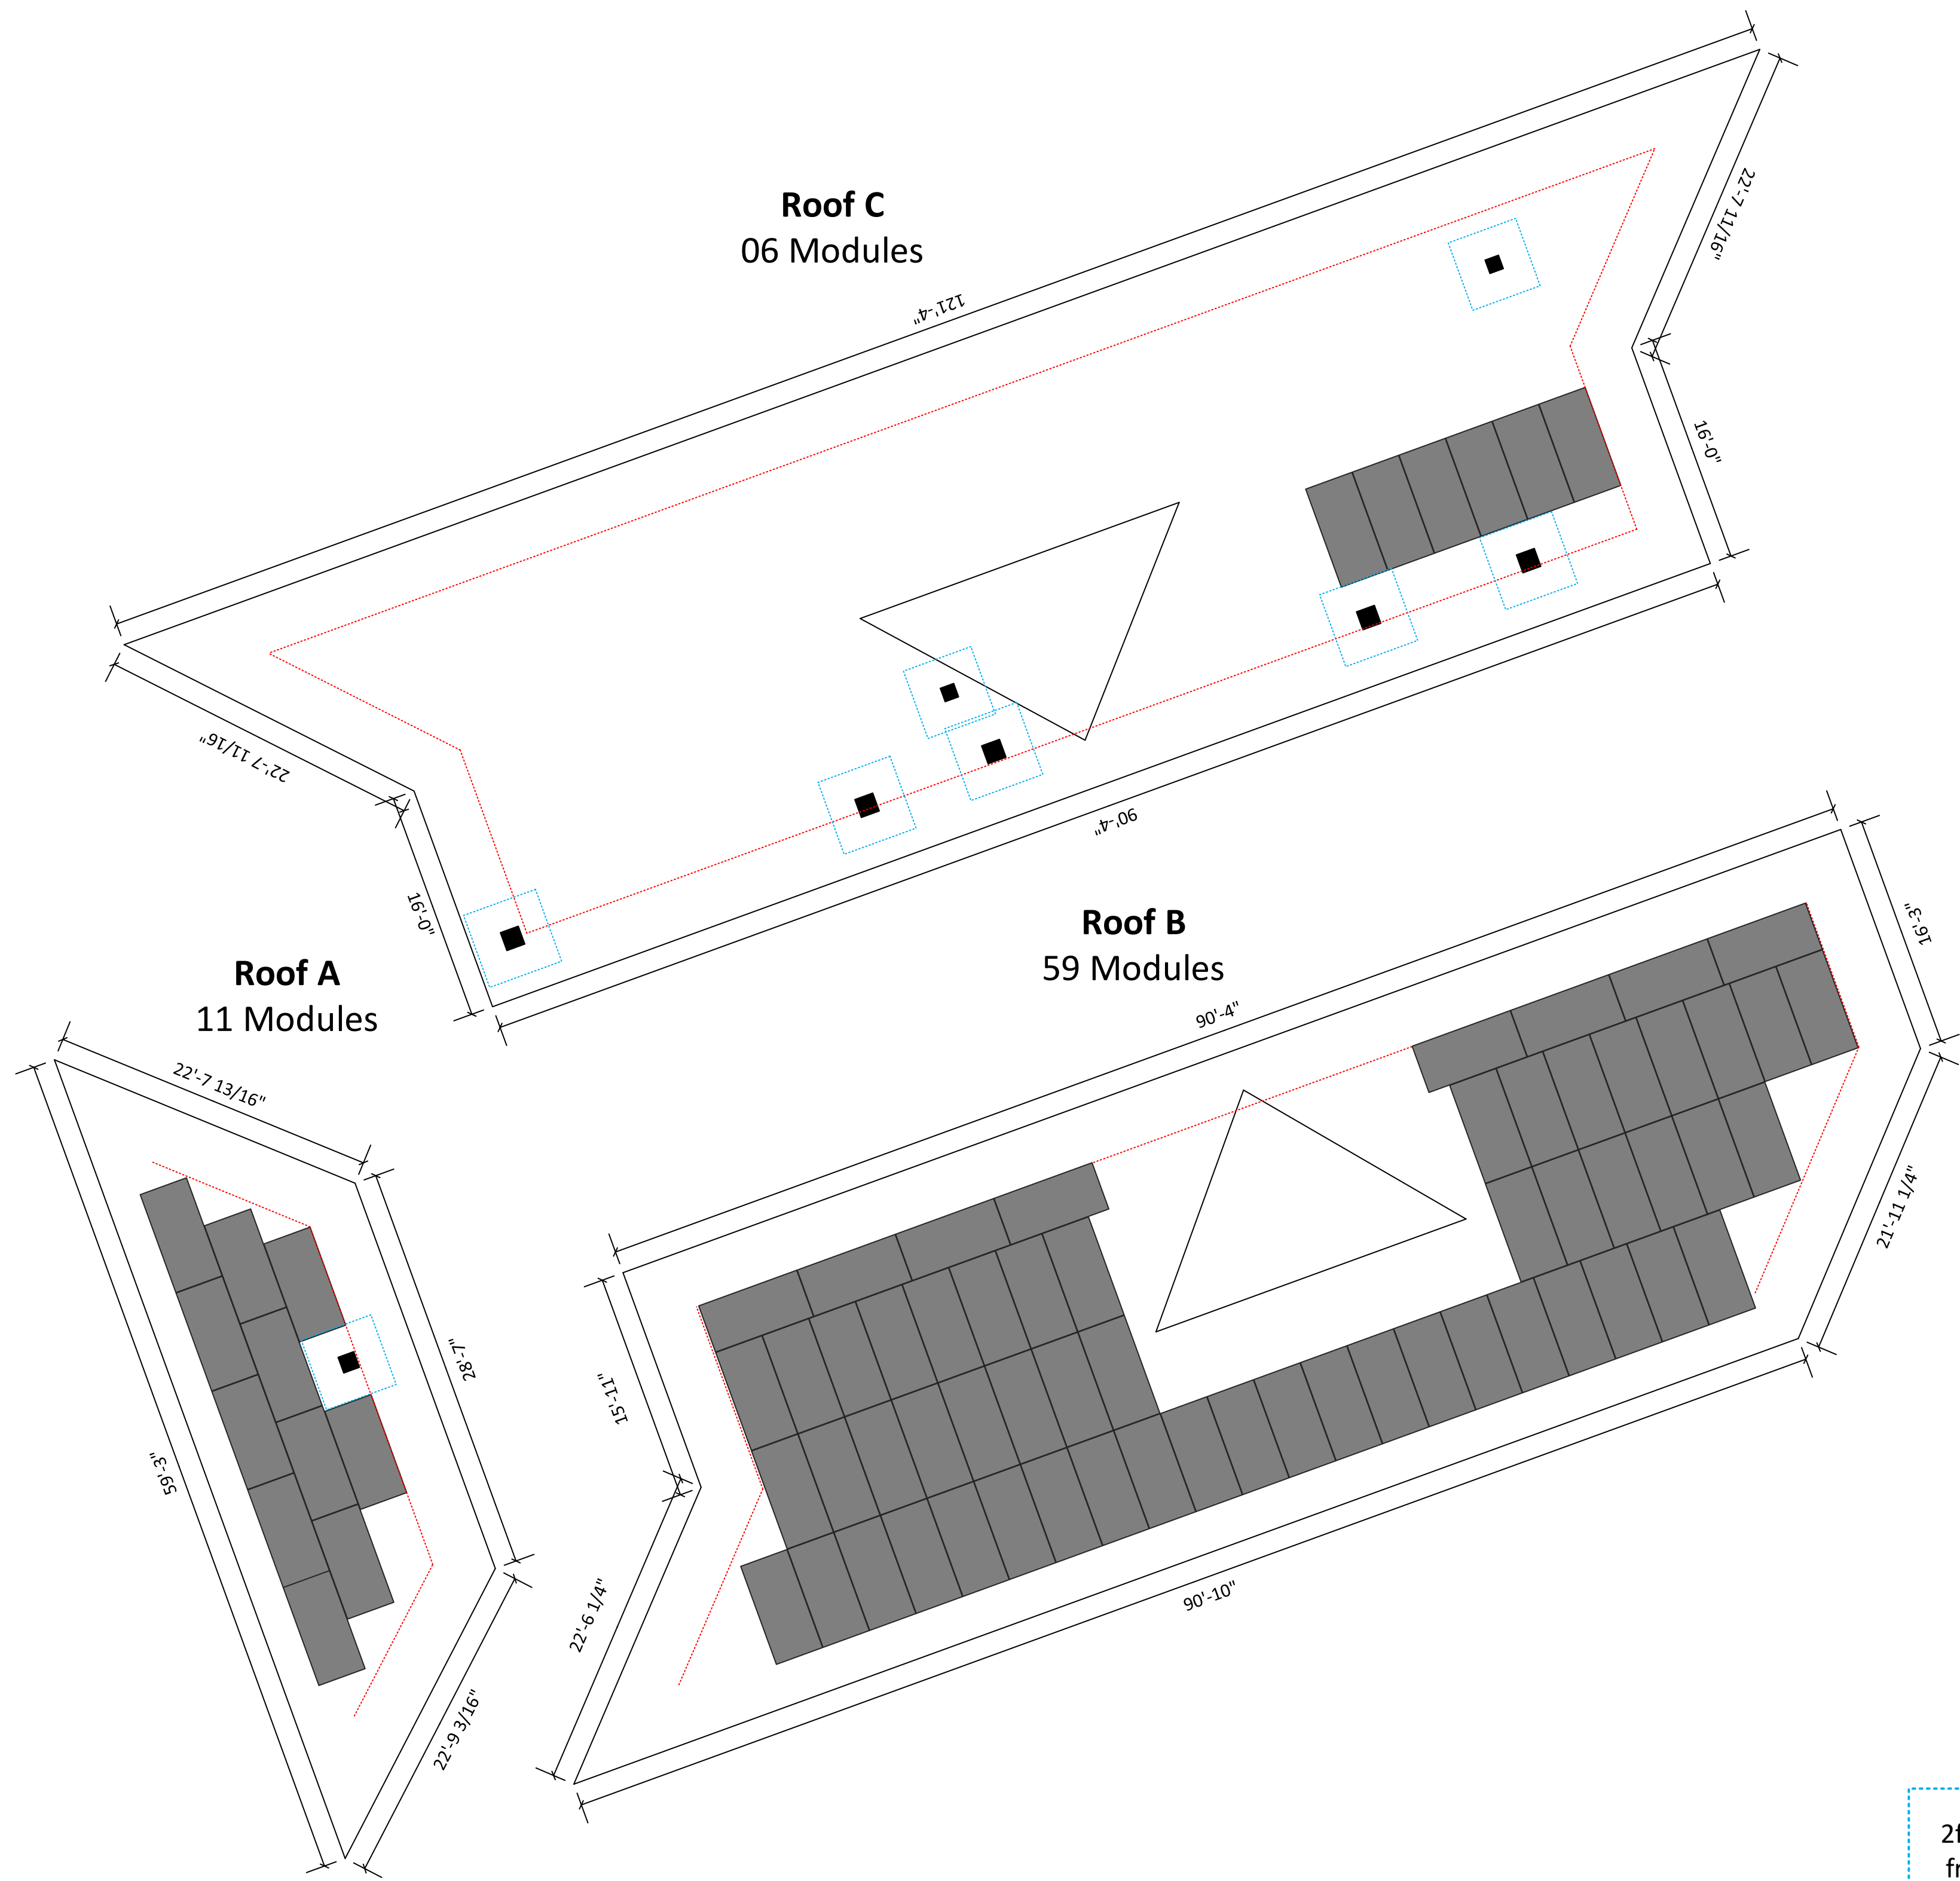 Roof C
06 Modules
121'-4"
22'-7 11/16"
16'-0"
22'-7 11/16"
16'-0"
90'-4"
Roof A
11 Modules
22'-7 13/16"
28'-7"
59'-3"
22'-9 3/16"
Roof B
59 Modules
90'-4"
16'-3"
21'-11 1/4"
15'-11"
22'-6 1/4"
90'-10"